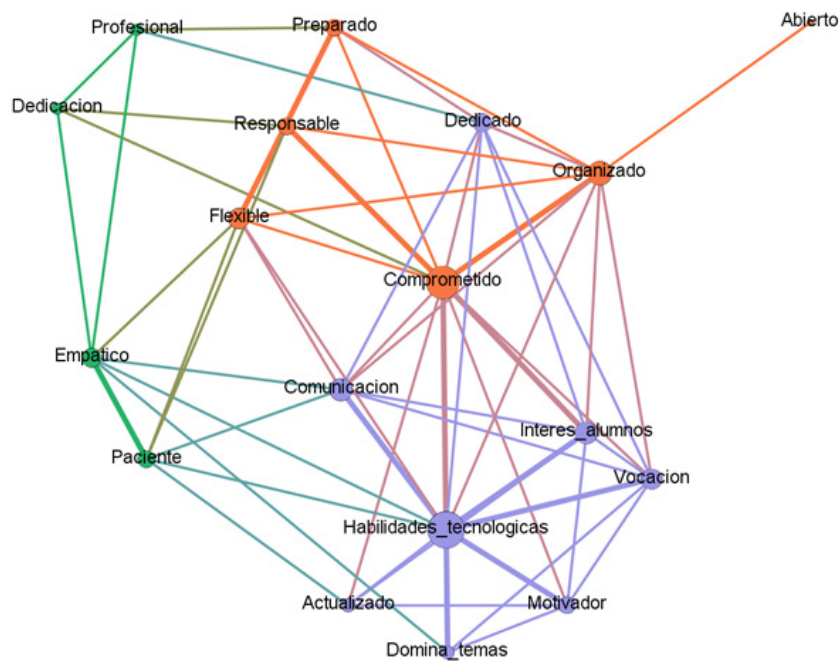 Abierto
Profesional
Preparado
Dedicacion
Responsable
Dedicado
Organizado
Flexible
Comprometido
Empatico
Comunicacion
Interes_alumnos
Paciente
Vocacion
Habilidades_tecnologicas
Actualizado
Motivador
Domina_temas